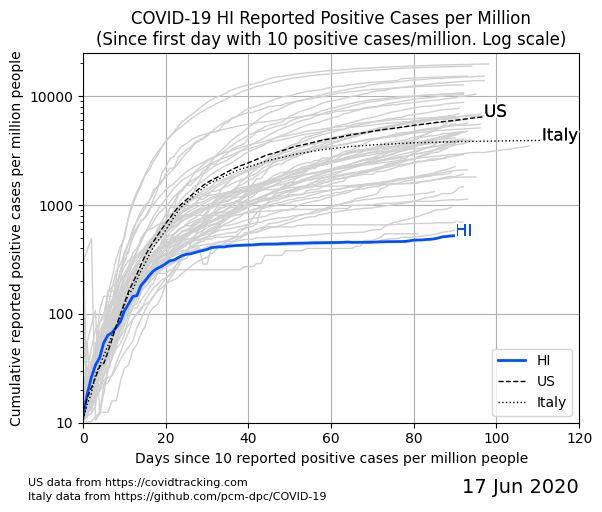 COVID-19 HI Reported Positive Cases per Million
(Since first day with 10 positive cases/million. Log scale)
Cumulative reported positive cases per million people
10000
1000
100
10
US
Italy
HI
HI
US
Italy
0 20 40 60 80 100 120
Days since 10 reported positive cases per million people
US data from https://covidtracking.com
Italy data from https://github.com/pcm-dpc/COVID-19
17 Jun 2020